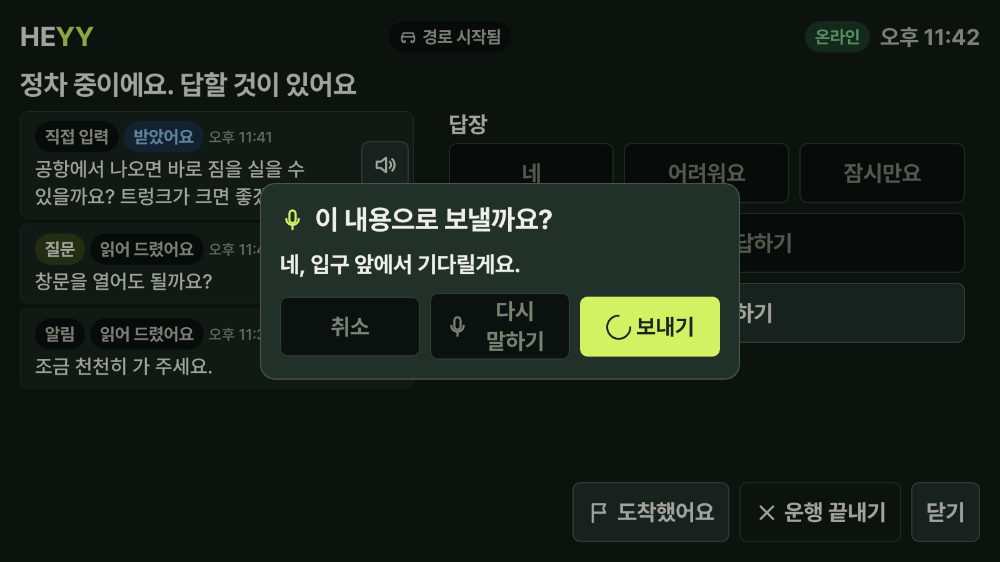 HEYY
경로 시작됨
온라인 오후 11:42
정차 중이에요. 답할 것이 있어요
직접 입력 받았어요 오후 11:41
공항에서 나오면 바로 짐을 실을 수
있을까요? 트렁크가 크면
질문 읽어 드렸어요
창문을 열어도 될까요?
알림 읽어 드렸어요
조금 천천히 가 주세요.
답장
네
어려워요
잠시만요
이 내용으로 보낼까요?
네, 입구 앞에서 기다릴게요.
취소
다시
말하기
보내기
도착했어요
운행 끝내기
닫기